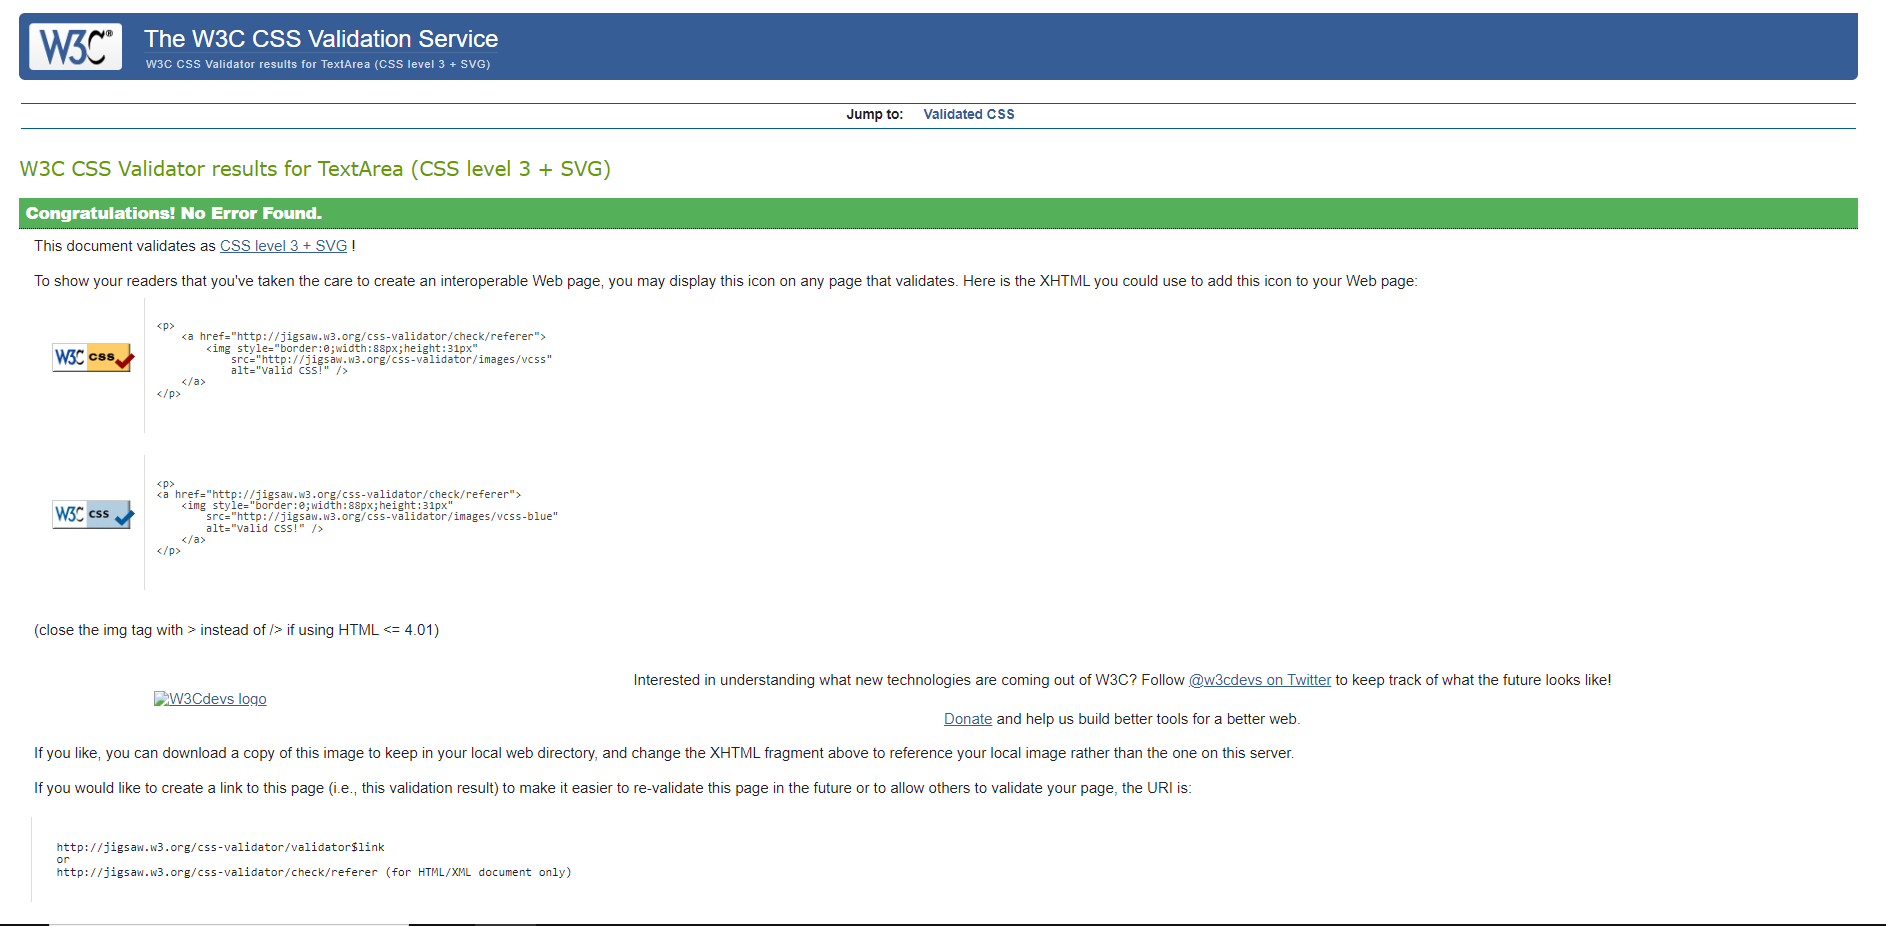 W3C®
The W3C CSS Validation Service
W3C CSS Validator results for TextArea (CSS level 3 + SVG)
Jump to: Validated CSS
W3C CSS Validator results for TextArea (CSS level 3 + SVG)
Congratulations! No Error Found.
This document validates as CSS level 3 + SVG !
To show your readers that you've taken the care to create an interoperable Web page, you may display this icon on any page that validates. Here is the XHTML you could use to add this icon to your Web page:
W3C css
<p>
<a href="http://jigsaw.w3.org/css-validator/check/referer">
<img style="border:0;width:88px;height:31px"
src="http://jigsaw.w3.org/css-validator/images/vcss"
alt="Valid CSS!" />
</a>
</p>
W3C css
<p>
<a href="http://jigsaw.w3.org/css-validator/check/referer">
<img style="border:0;width:88px;height:31px"
src="http://jigsaw.w3.org/css-validator/images/vcss-blue"
alt="Valid CSS!" />
</a>
</p>
(close the img tag with > instead of /> if using HTML <= 4.01)
W3Cdevs logo
Interested in understanding what new technologies are coming out of W3C? Follow @w3cdevs on Twitter to keep track of what the future looks like!
Donate and help us build better tools for a better web.
If you like, you can download a copy of this image to keep in your local web directory, and change the XHTML fragment above to reference your local image rather than the one on this server.
If you would like to create a link to this page (i.e., this validation result) to make it easier to re-validate this page in the future or to allow others to validate your page, the URI is:
http://jigsaw.w3.org/css-validator/validator$link
or
http://jigsaw.w3.org/css-validator/check/referer (for HTML/XML document only)